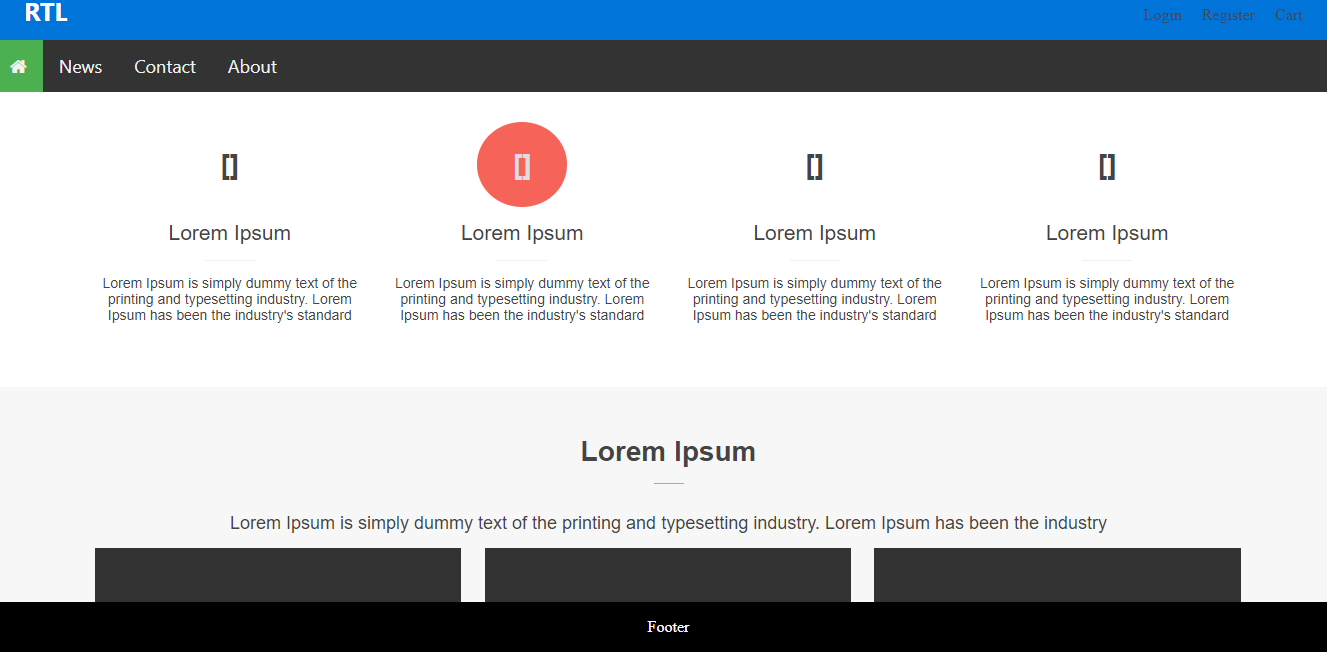 RTL
Login Register Cart
News Contact About
Lorem Ipsum
Lorem Ipsum is simply dummy text of the
printing and typesetting industry. Lorem
Ipsum has been the industry's standard
Lorem Ipsum
Lorem Ipsum is simply dummy text of the
printing and typesetting industry. Lorem
Ipsum has been the industry's standard
Lorem Ipsum
Lorem Ipsum is simply dummy text of the
printing and typesetting industry. Lorem
Ipsum has been the industry's standard
Lorem Ipsum
Lorem Ipsum is simply dummy text of the
printing and typesetting industry. Lorem
Ipsum has been the industry's standard
Lorem Ipsum
Lorem Ipsum is simply dummy text of the printing and typesetting industry. Lorem Ipsum has been the industry
Footer